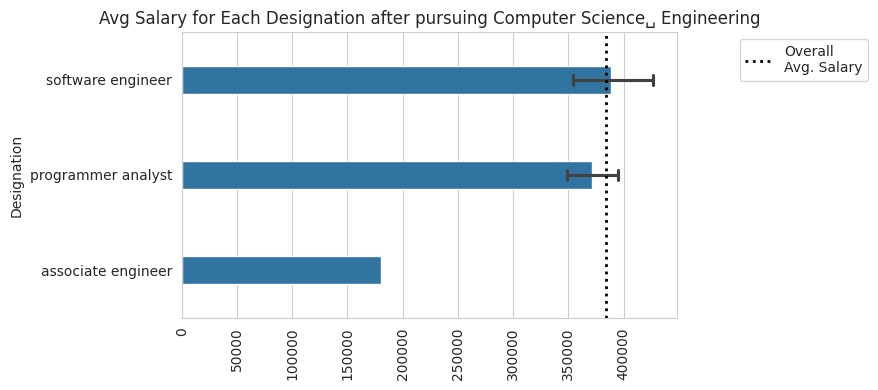 Avg Salary for Each Designation after pursuing Computer Science␣ Engineering
Overall
Avg. Salary
Designation
software engineer
programmer analyst
associate engineer
0
50000
100000
150000
200000
250000
300000
350000
400000